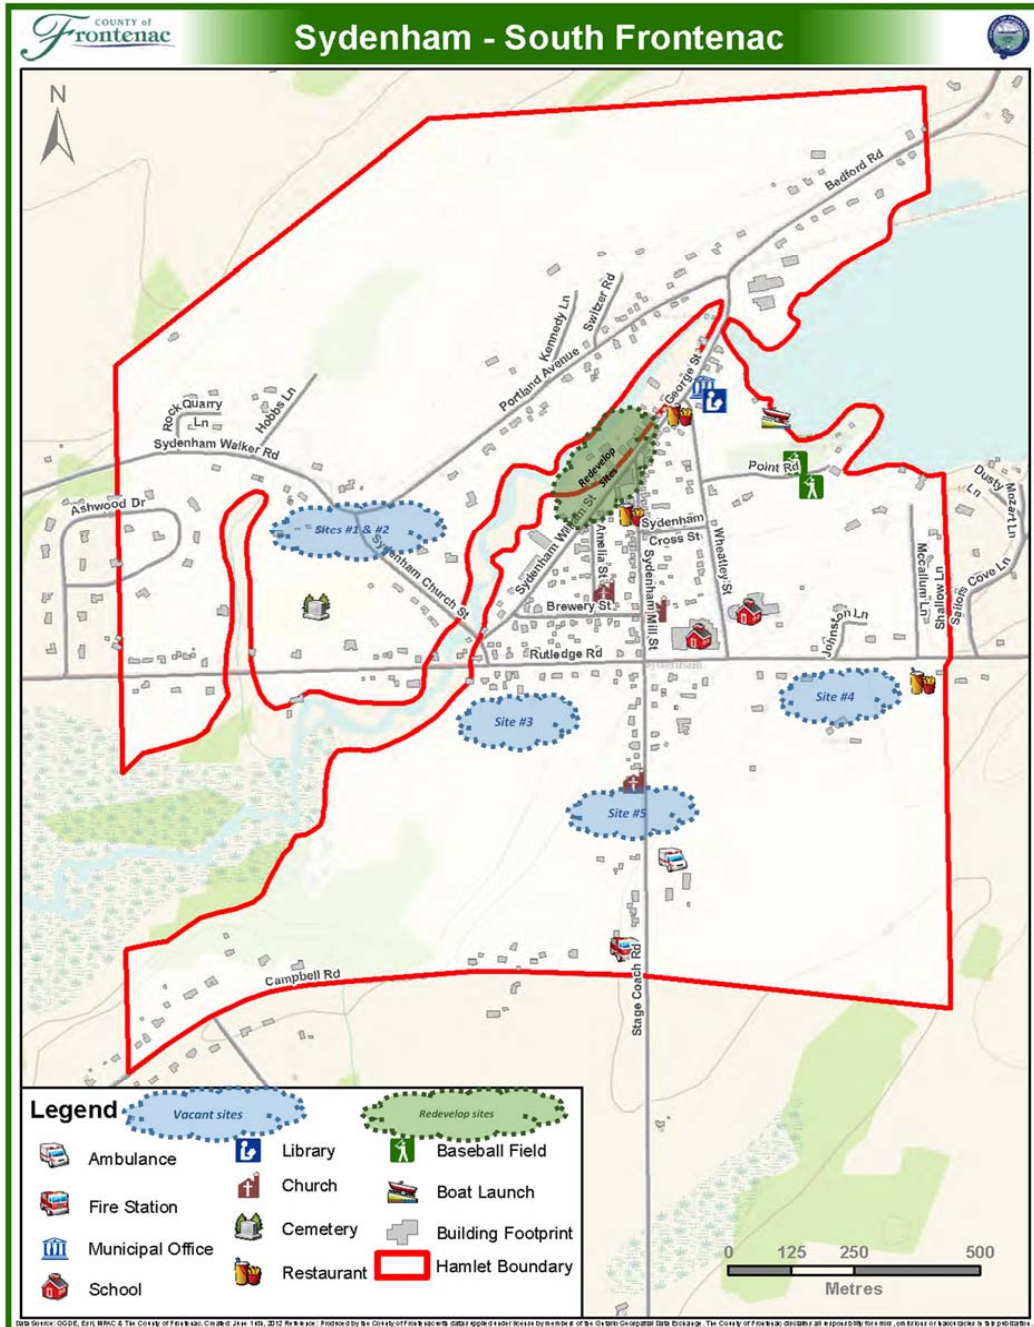 COUNTY of
Frontenac
Sydenham - South Frontenac
N
Bedford Rd
Switzer Rd
Kennedy Ln
Portland Avenue
George St
Rock Quarry
Ln
Hobbs Ln
Sydenham Walker Rd
Redevelop
Sites
Point Rd
Dusty
Ln
Mozart Ln
Ashwood Dr
Sites #1 & #2
Sydenham William St
Sydenham
Cross St
Amelia St
Wheatley St
Sydenham Church St
Sydenham Mill St
Mccallum Ln
Shallow Ln
Sailors Cove Ln
Brewery St
Johnston Ln
Rutledge Rd
Sydenham
Site #4
Site #3
Site #5
Stage Coach Rd
Campbell Rd
Legend
Vacant sites
Redevelop sites
Ambulance
Library
Baseball Field
Fire Station
Church
Boat Launch
Municipal Office
Cemetery
Building Footprint
School
Restaurant
Hamlet Boundary
0 125 250 500
Metres